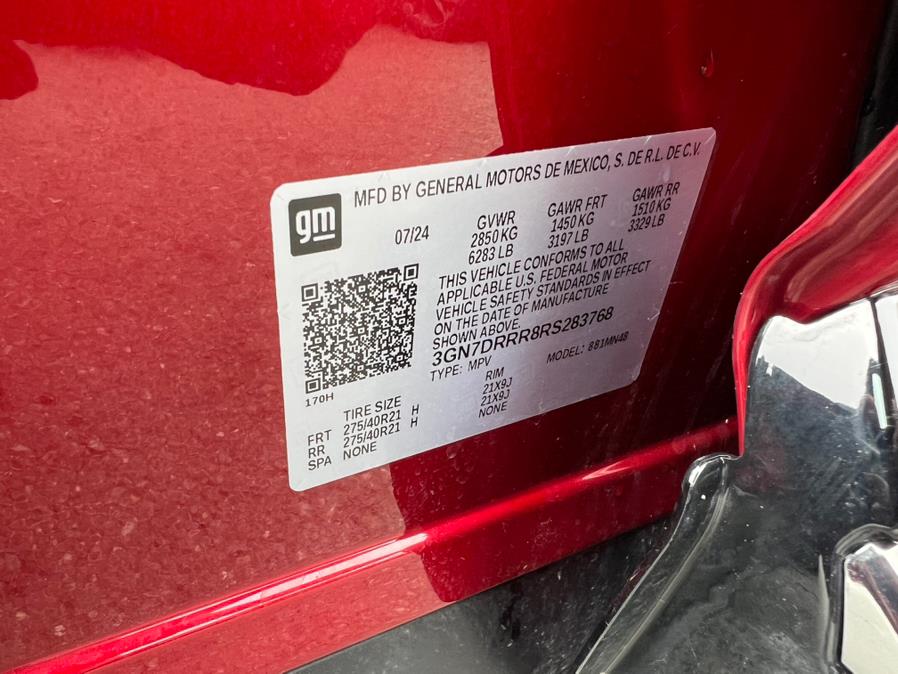 MFD BY GENERAL MOTORS DE MEXICO, S. DE R.L. DE C.V.
gm
07/24
GVWR GAWR FRT GAWR RR
2850 KG 1450 KG 1510 KG
6283 LB 3197 LB 3329 LB
THIS VEHICLE CONFORMS TO ALL
APPLICABLE U.S. FEDERAL MOTOR
VEHICLE SAFETY STANDARDS IN EFFECT
ON THE DATE OF MANUFACTURE
SHOWN ABOVE.
3GN7DRRR8RS283768
TYPE: MPV MODEL: 881MN48
170H
TIRE SIZE RIM
FRT 275/40R21 H 21X9J
RR 275/40R21 H 21X9J
SPA NONE NONE